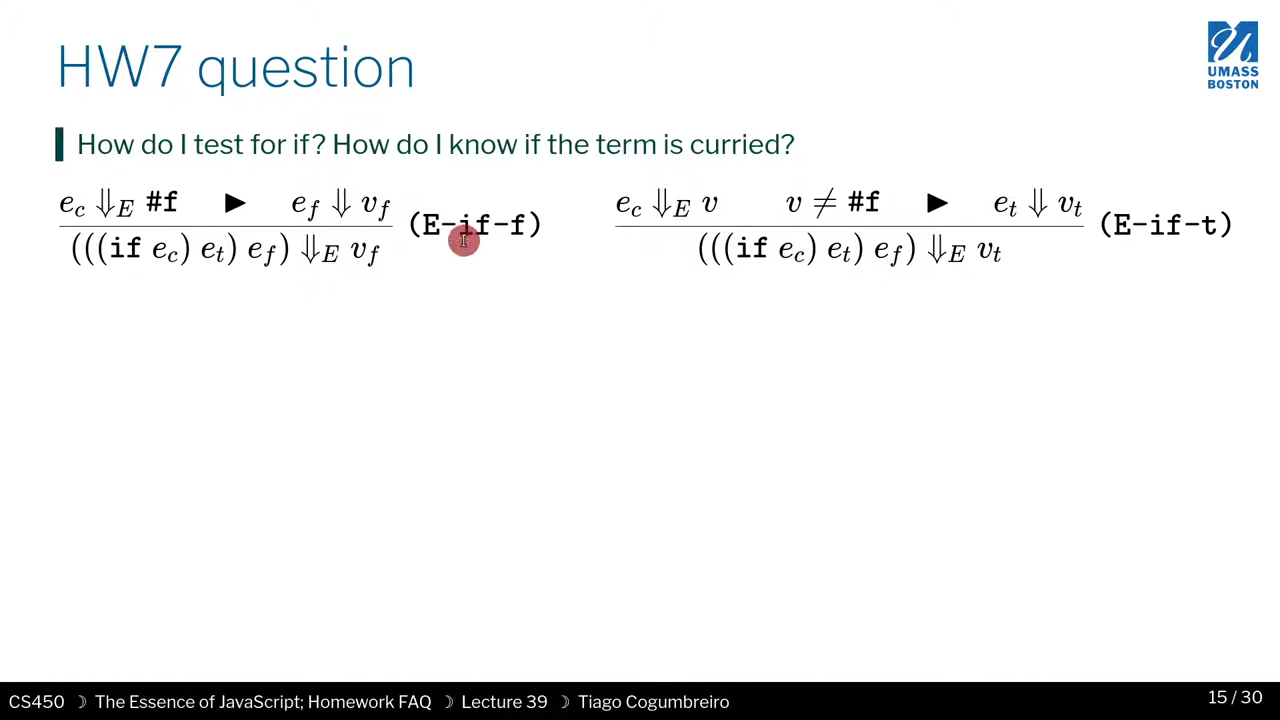 HW7 question
UMASS
BOSTON
How do I test for if? How do I know if the term is curried?
e_c ⇓_E #f ▶ e_f ⇓ v_f
(((if e_c) e_t) e_f) ⇓_E v_f
(E-if-f)
e_c ⇓_E v v ≠ #f ▶ e_t ⇓ v_t
(((if e_c) e_t) e_f) ⇓_E v_t
(E-if-t)
CS450 ☽ The Essence of JavaScript; Homework FAQ ☽ Lecture 39 ☽ Tiago Cogumbreiro
15 / 30